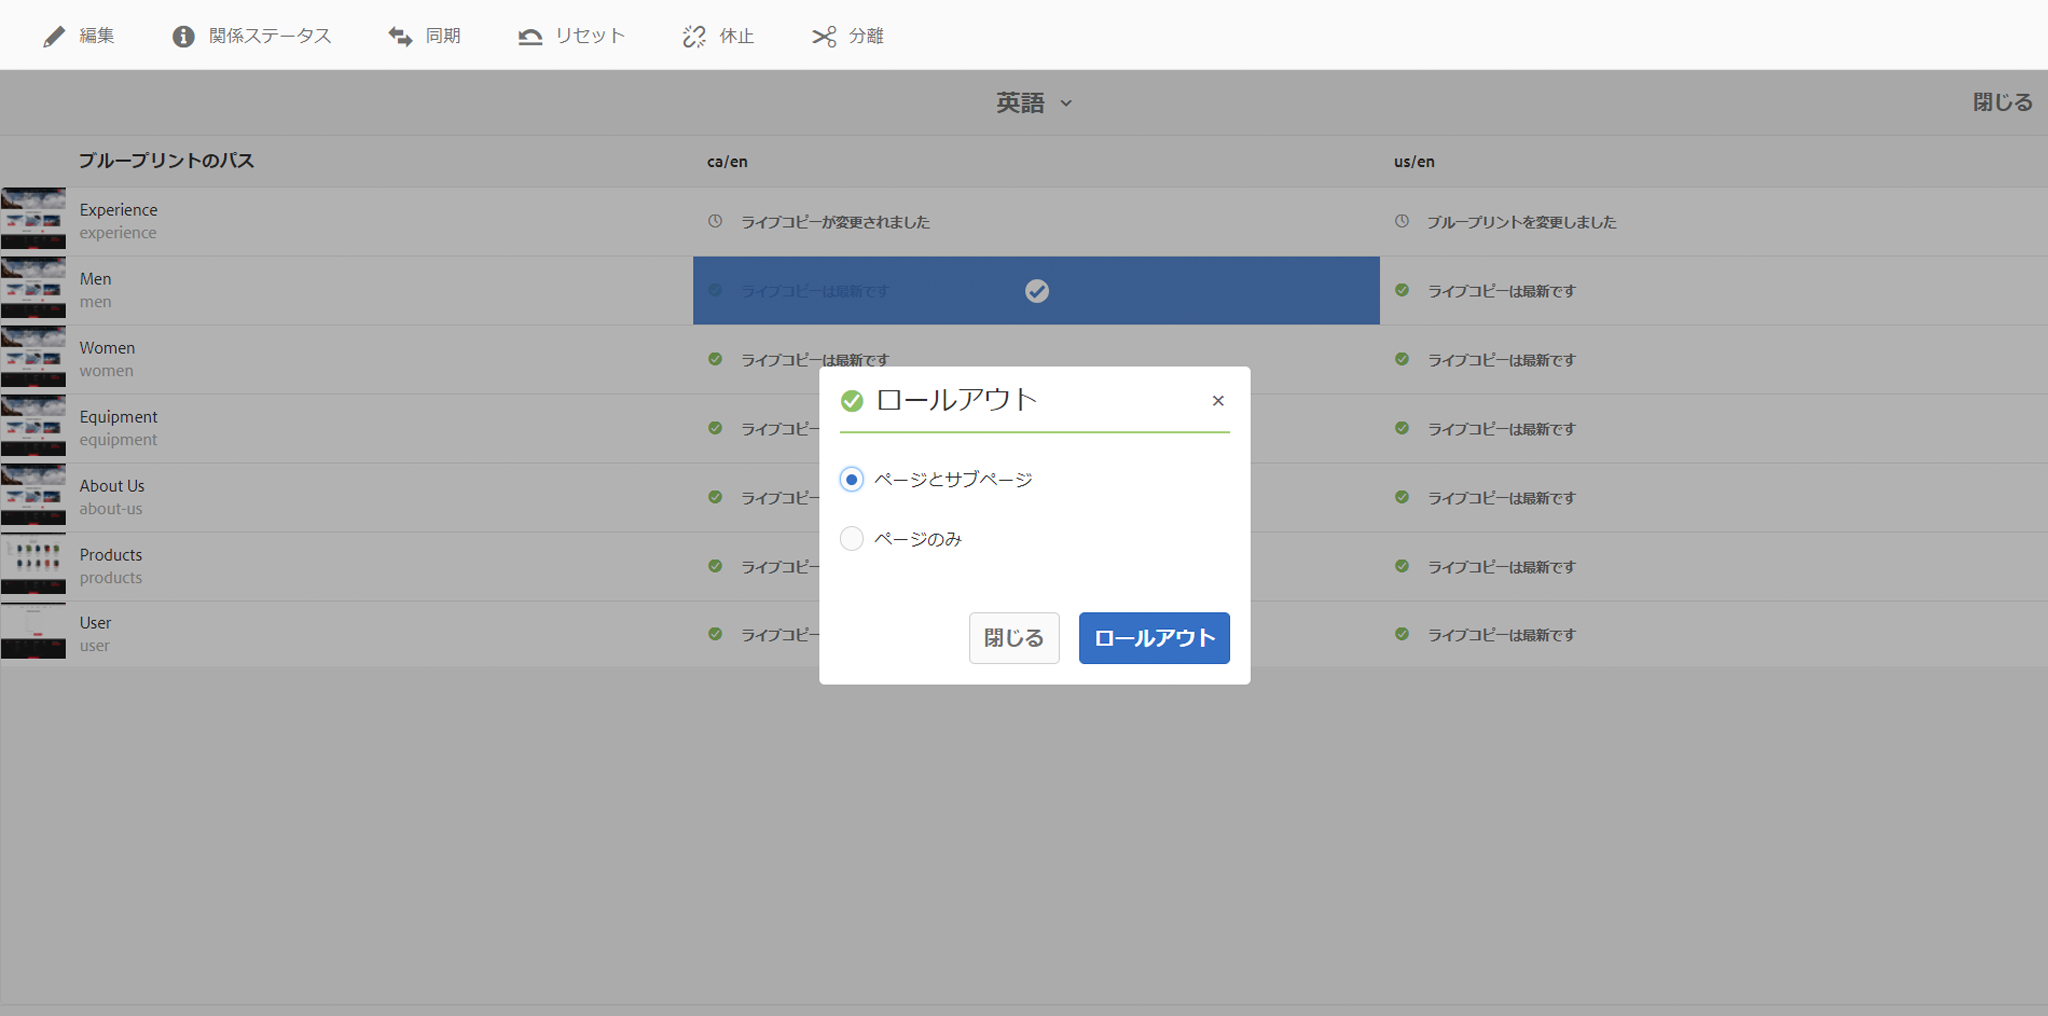 編集 関係ステータス 同期 リセット 休止 分離
英語 閉じる
ブループリントのパス ca/en us/en
Experience
experience
ライブコピーが変更されました ブループリントを変更しました
Men
men
ライブコピーは最新です ライブコピーは最新です
Women
women
ライブコピーは最新です ライブコピーは最新です
Equipment
equipment
ライブコピー ライブコピーは最新です
About Us
about-us
ライブコピー ライブコピーは最新です
Products
products
ライブコピー ライブコピーは最新です
User
user
ライブコピー ライブコピーは最新です
ロールアウト ×
ページとサブページ
ページのみ
閉じる ロールアウト